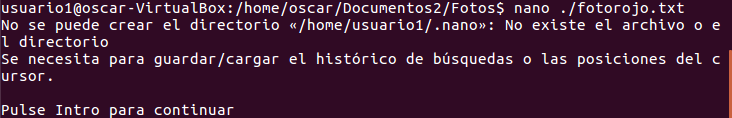 usuario1@oscar-VirtualBox:/home/oscar/Documentos2/Fotos$ nano ./fotorojo.txt
No se puede crear el directorio «/home/usuario1/.nano»: No existe el archivo o e
l directorio
Se necesita para guardar/cargar el histórico de búsquedas o las posiciones del c
ursor.
Pulse Intro para continuar